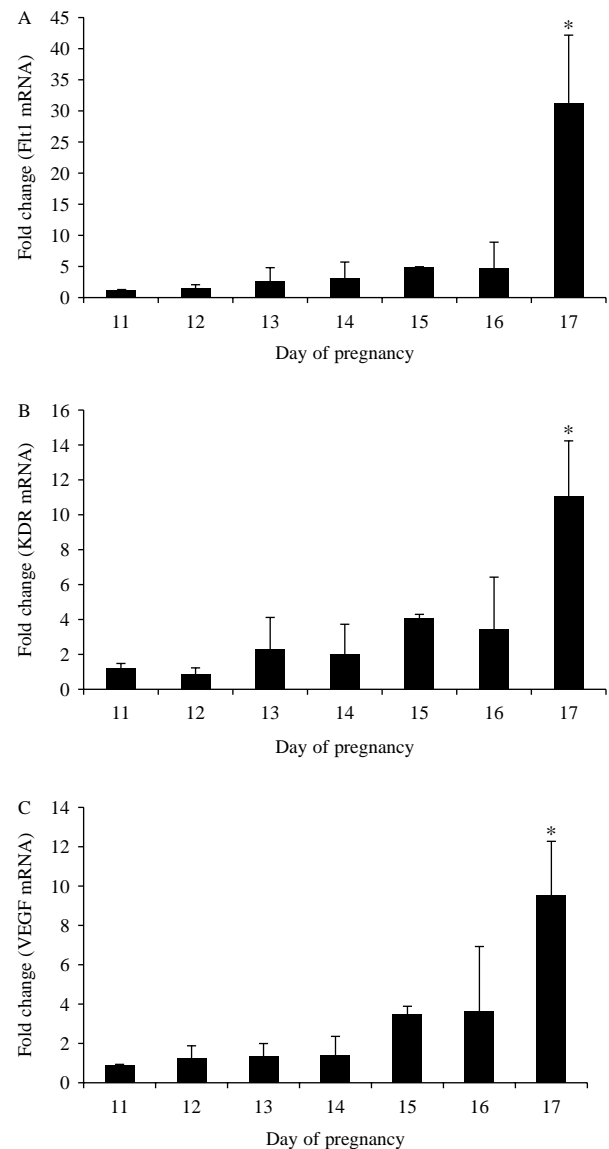 A
45
40
35
30
25
20
15
10
5
0
Fold change (Flt1 mRNA)
*
11 12 13 14 15 16 17
Day of pregnancy
B
16
14
12
10
8
6
4
2
0
Fold change (KDR mRNA)
*
11 12 13 14 15 16 17
Day of pregnancy
C
14
12
10
8
6
4
2
0
Fold change (VEGF mRNA)
*
11 12 13 14 15 16 17
Day of pregnancy